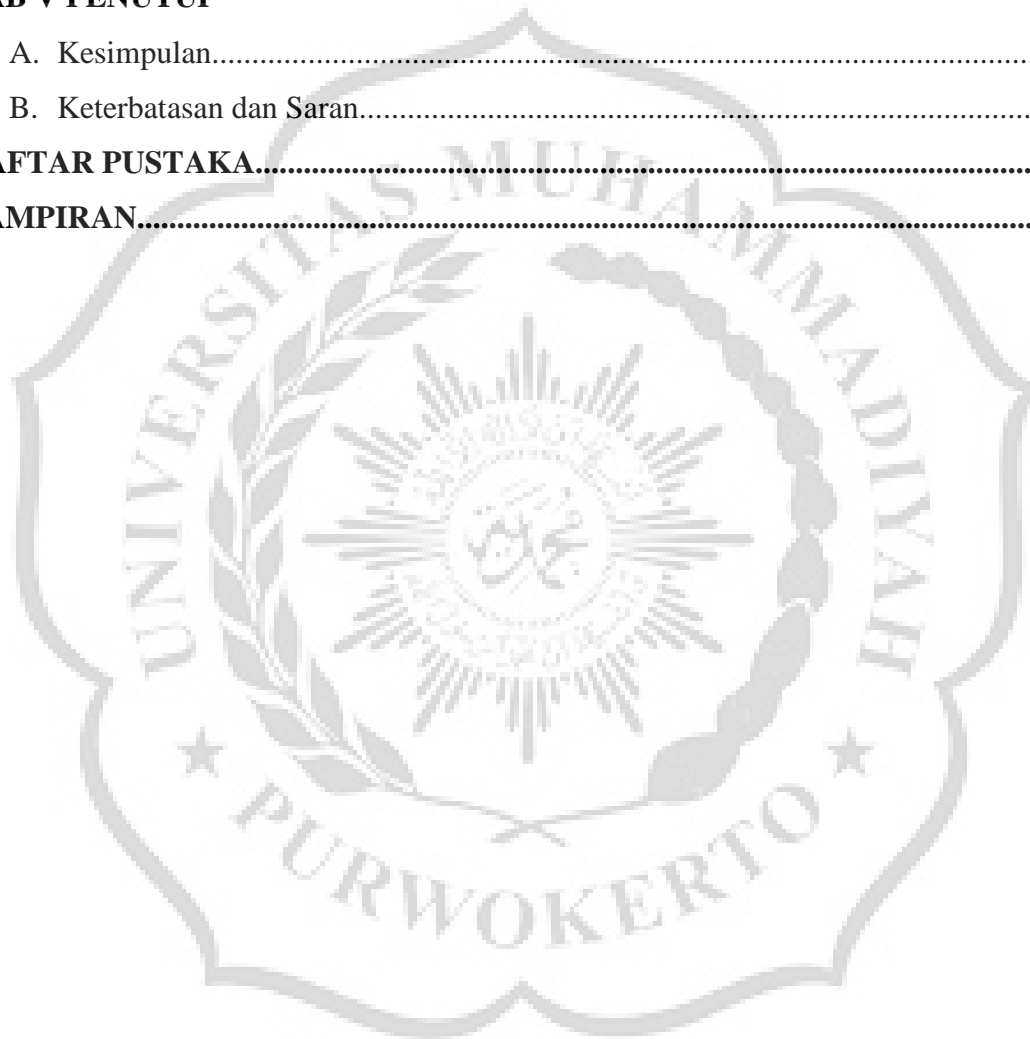 AB V PENUTUP
A. Kesimpulan
B. Keterbatasan dan Saran
AFTAR PUSTAKA
AMPIRAN
UNIVERSITAS MUHAMMADIYAH
PURWOKERTO